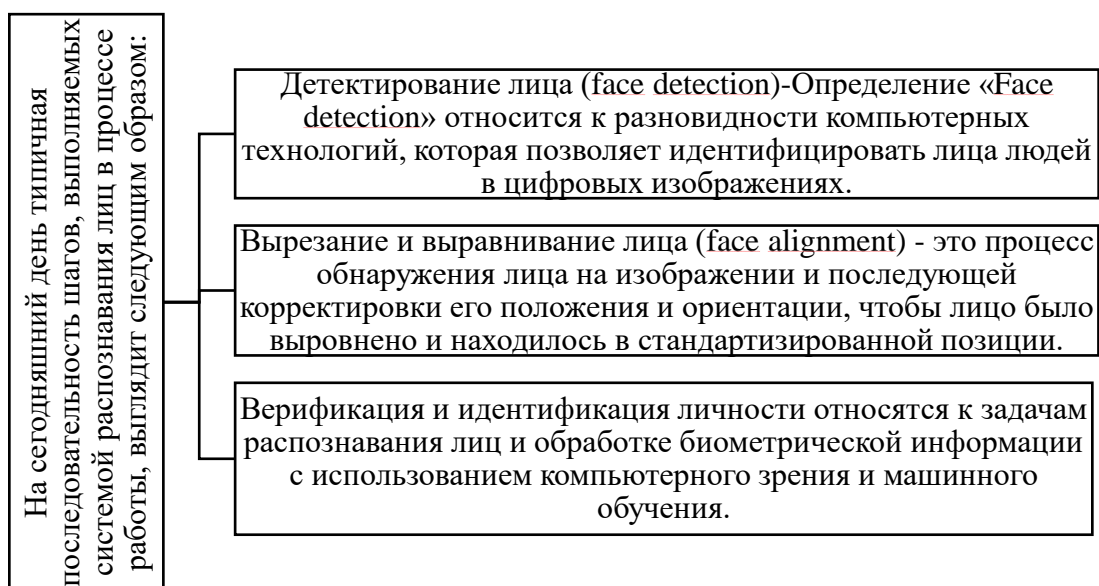 На сегодняшний день типичная
последовательность шагов, выполняемых
системой распознавания лиц в процессе
работы, выглядит следующим образом:
Детектирование лица (face detection)-Определение «Face
detection» относится к разновидности компьютерных
технологий, которая позволяет идентифицировать лица людей
в цифровых изображениях.
Вырезание и выравнивание лица (face alignment) - это процесс
обнаружения лица на изображении и последующей
корректировки его положения и ориентации, чтобы лицо было
выровнено и находилось в стандартизированной позиции.
Верификация и идентификация личности относятся к задачам
распознавания лиц и обработке биометрической информации
с использованием компьютерного зрения и машинного
обучения.